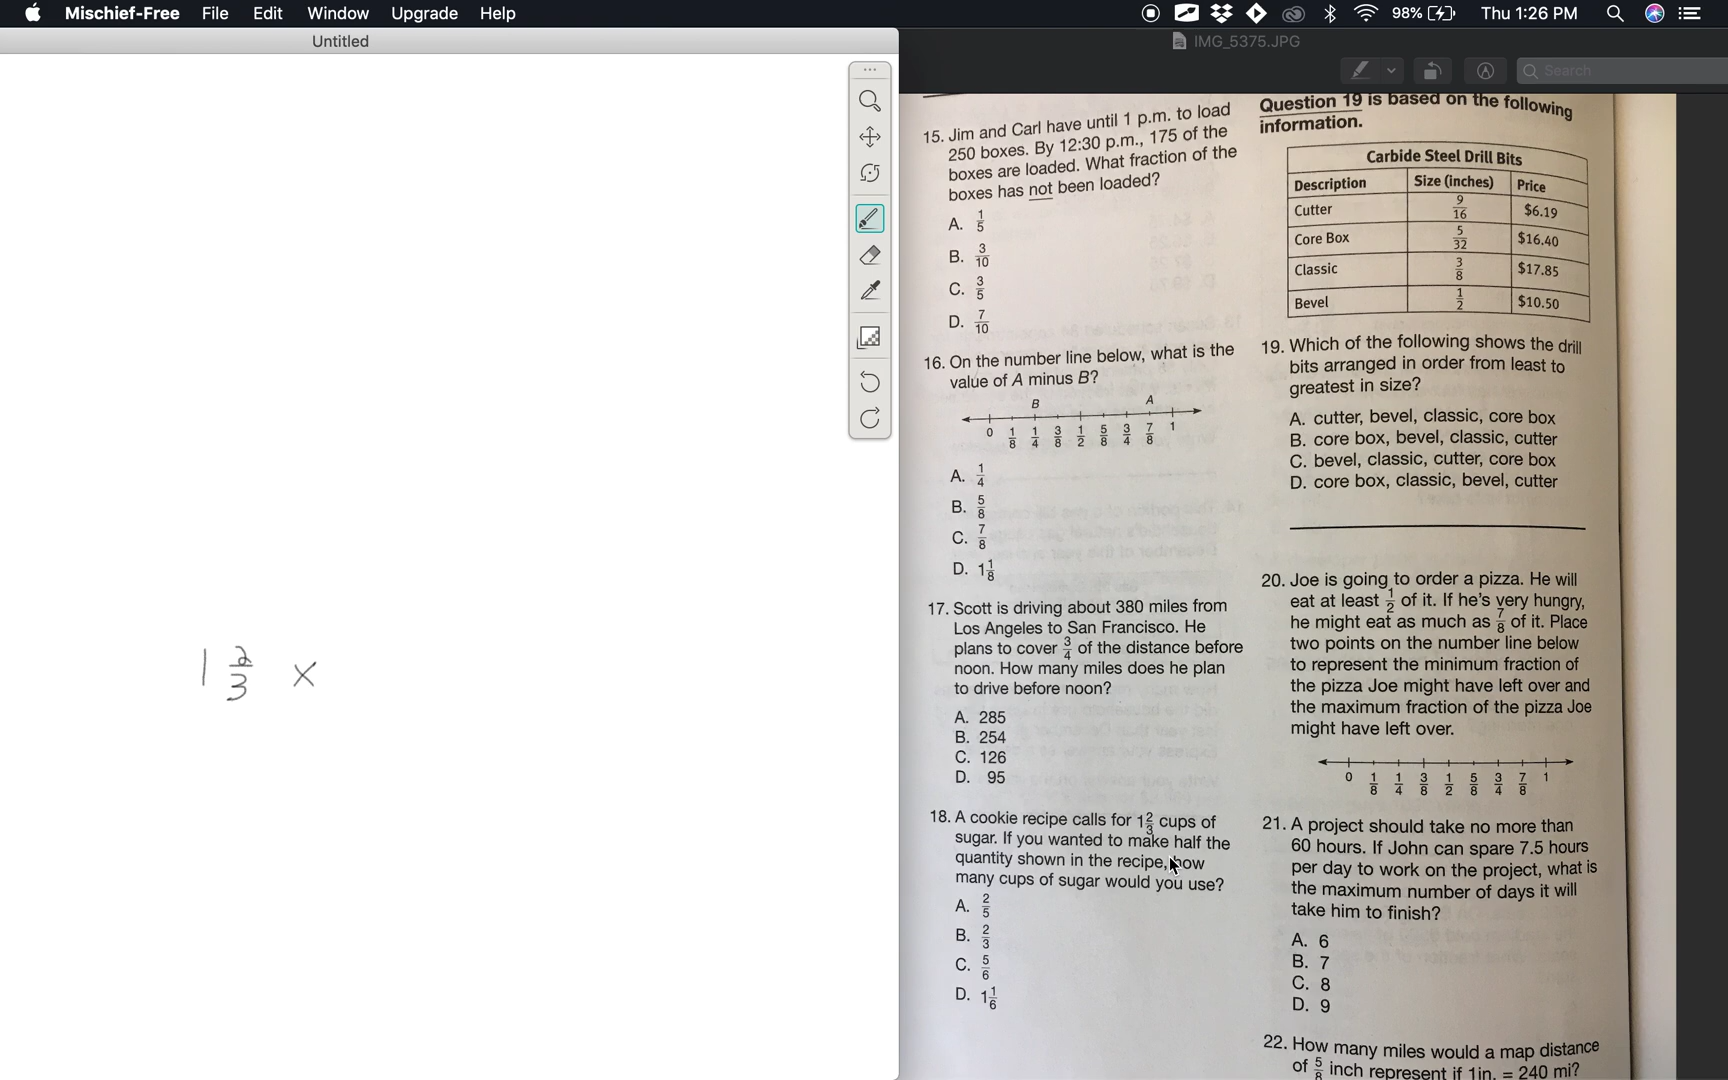 Mischief-Free File Edit Window Upgrade Help 98% Thu 1:26 PM
Untitled
IMG_5375.JPG
Search
1 2/3 x
15. Jim and Carl have until 1 p.m. to load
250 boxes. By 12:30 p.m., 175 of the
boxes are loaded. What fraction of the
boxes has not been loaded?
A. 1/5
B. 3/10
C. 3/5
D. 7/10
16. On the number line below, what is the
value of A minus B?
B A
0 1/8 1/4 3/8 1/2 5/8 3/4 7/8 1
A. 1/4
B. 5/8
C. 7/8
D. 1 1/8
17. Scott is driving about 380 miles from
Los Angeles to San Francisco. He
plans to cover 3/4 of the distance before
noon. How many miles does he plan
to drive before noon?
A. 285
B. 254
C. 126
D. 95
18. A cookie recipe calls for 1 2/3 cups of
sugar. If you wanted to make half the
quantity shown in the recipe, how
many cups of sugar would you use?
A. 2/5
B. 2/3
C. 5/6
D. 1 1/6
Question 19 is based on the following
information.
Carbide Steel Drill Bits
Description Size (inches) Price
Cutter 9/16 $6.19
Core Box 5/32 $16.40
Classic 3/8 $17.85
Bevel 1/2 $10.50
19. Which of the following shows the drill
bits arranged in order from least to
greatest in size?
A. cutter, bevel, classic, core box
B. core box, bevel, classic, cutter
C. bevel, classic, cutter, core box
D. core box, classic, bevel, cutter
20. Joe is going to order a pizza. He will
eat at least 1/2 of it. If he's very hungry,
he might eat as much as 7/8 of it. Place
two points on the number line below
to represent the minimum fraction of
the pizza Joe might have left over and
the maximum fraction of the pizza Joe
might have left over.
0 1/8 1/4 3/8 1/2 5/8 3/4 7/8 1
21. A project should take no more than
60 hours. If John can spare 7.5 hours
per day to work on the project, what is
the maximum number of days it will
take him to finish?
A. 6
B. 7
C. 8
D. 9
22. How many miles would a map distance
of 5/8 inch represent if 1in. = 240 mi?